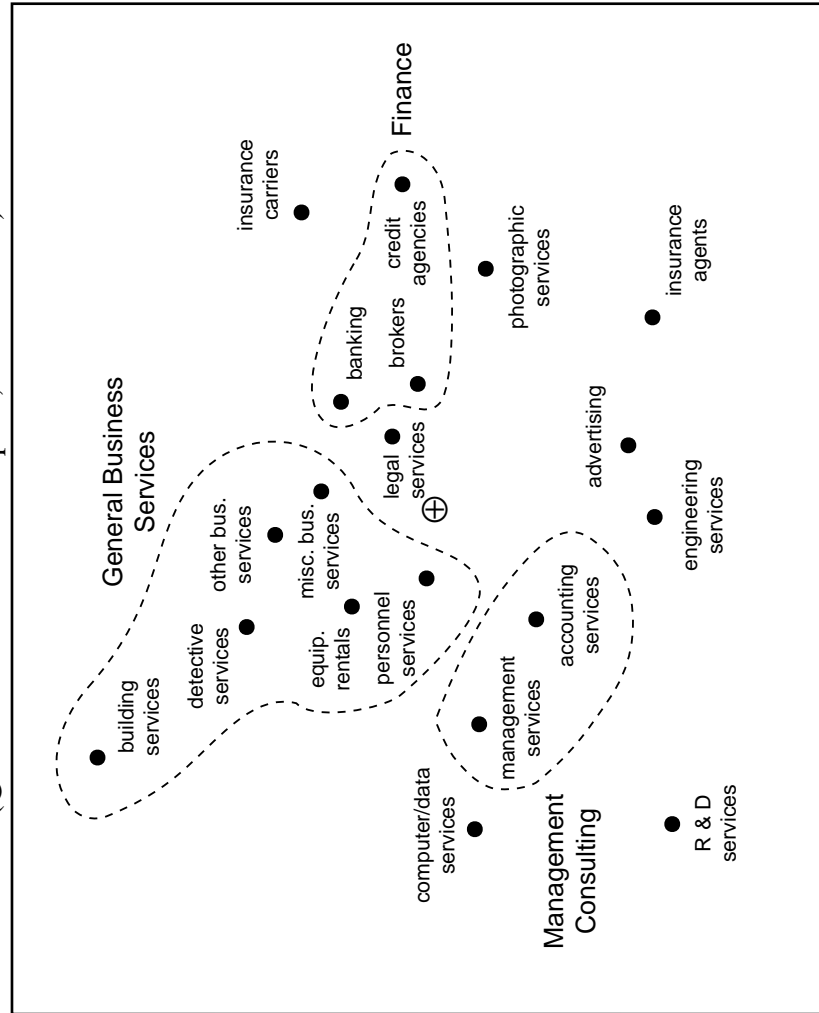 General Business
Services
building
services
detective
services
other bus.
services
misc. bus.
services
equip.
rentals
personnel
services
insurance
carriers
banking
brokers
credit
agencies
Finance
legal
services
photographic
services
computer/data
services
management
services
accounting
services
Management
Consulting
advertising
engineering
services
insurance
agents
R & D
services